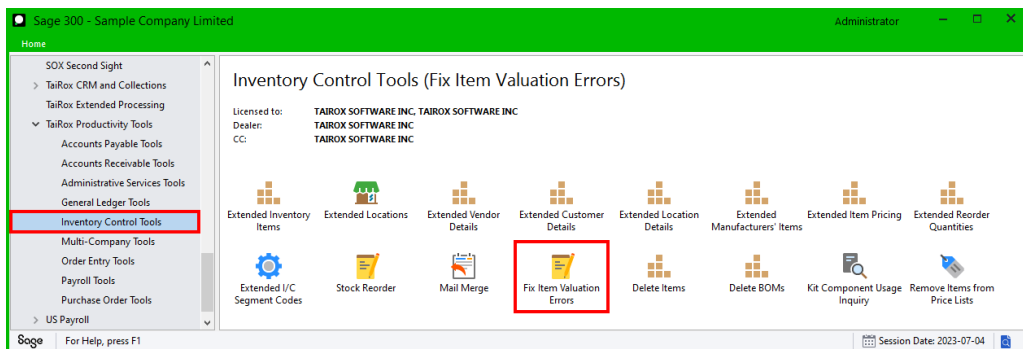 Sage 300 - Sample Company Limited
Administrator
Home
SOX Second Sight
TaiRox CRM and Collections
TaiRox Extended Processing
TaiRox Productivity Tools
Accounts Payable Tools
Accounts Receivable Tools
Administrative Services Tools
General Ledger Tools
Inventory Control Tools
Multi-Company Tools
Order Entry Tools
Payroll Tools
Purchase Order Tools
US Payroll
Inventory Control Tools (Fix Item Valuation Errors)
Licensed to: TAIROX SOFTWARE INC, TAIROX SOFTWARE INC
Dealer: TAIROX SOFTWARE INC
CC: TAIROX SOFTWARE INC
Extended Inventory
Items
Extended Locations
Extended Vendor
Details
Extended Customer
Details
Extended Location
Details
Extended
Manufacturers' Items
Extended Item Pricing
Extended Reorder
Quantities
Extended I/C
Segment Codes
Stock Reorder
Mail Merge
Fix Item Valuation
Errors
Delete Items
Delete BOMs
Kit Component Usage
Inquiry
Remove Items from
Price Lists
Sage
For Help, press F1
Session Date: 2023-07-04